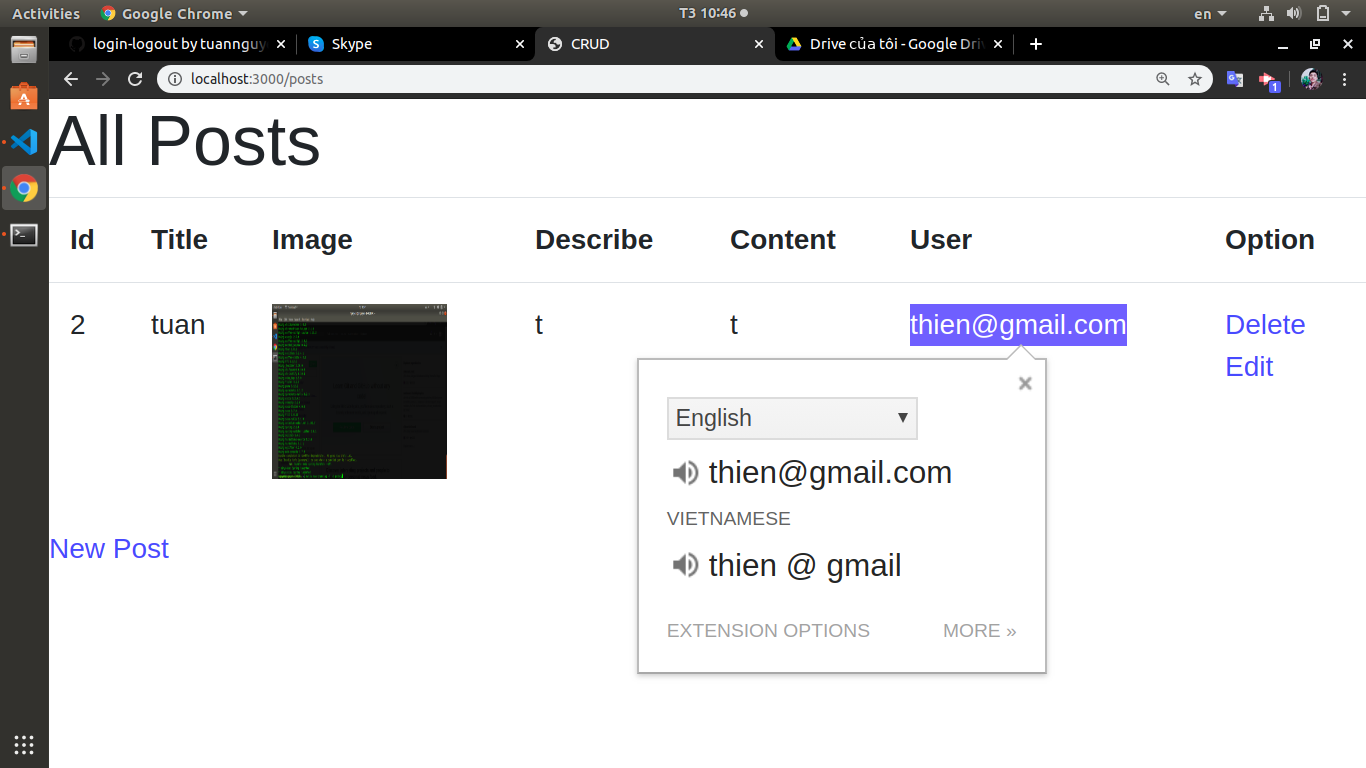 Activities Google Chrome T3 10:46 en
login-logout by tuannguy Skype CRUD Drive của tôi - Google Driv
localhost:3000/posts
1
All Posts
Id Title Image Describe Content User Option
2 tuan t t thien@gmail.com Delete
Edit
English
thien@gmail.com
VIETNAMESE
thien @ gmail
EXTENSION OPTIONS MORE »
New Post